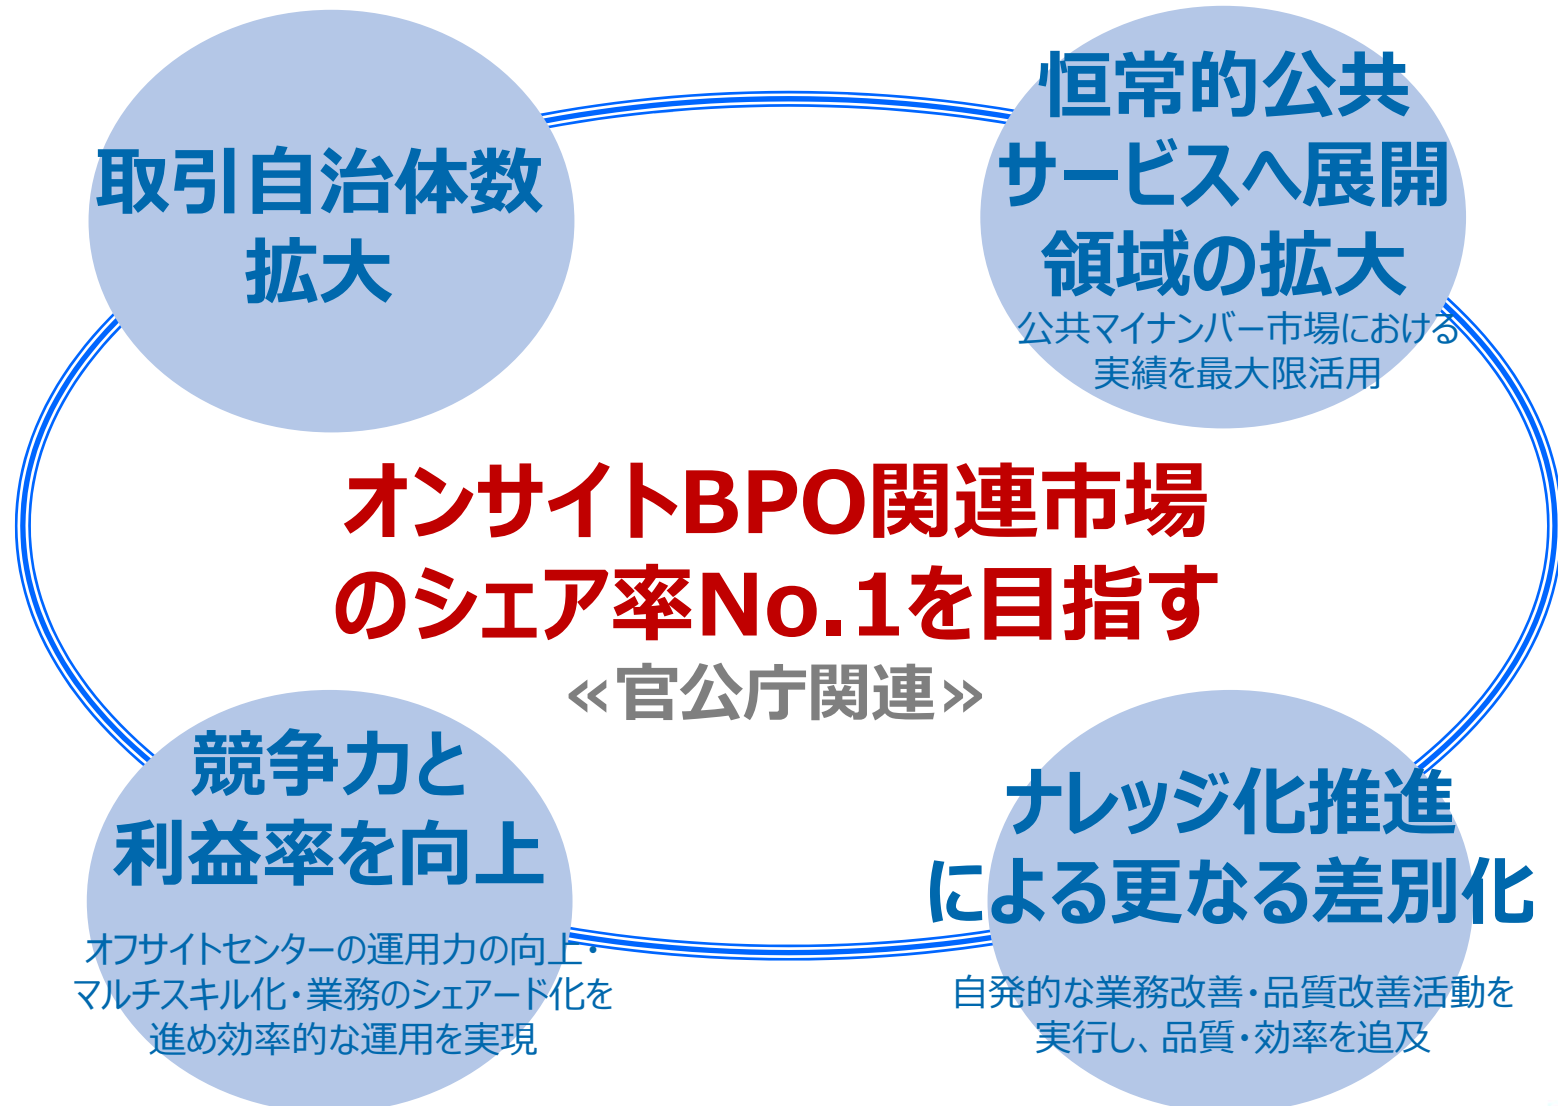 取引自治体数
拡大
恒常的公共
サービスへ展開
領域の拡大
公共マイナンバー市場における
実績を最大限活用
オンサイトBPO関連市場
のシェア率No.1を目指す
≪官公庁関連≫
競争力と
利益率を向上
オフサイトセンターの運用力の向上・
マルチスキル化・業務のシェアード化を
進め効率的な運用を実現
ナレッジ化推進
による更なる差別化
自発的な業務改善・品質改善活動を
実行し、品質・効率を追及